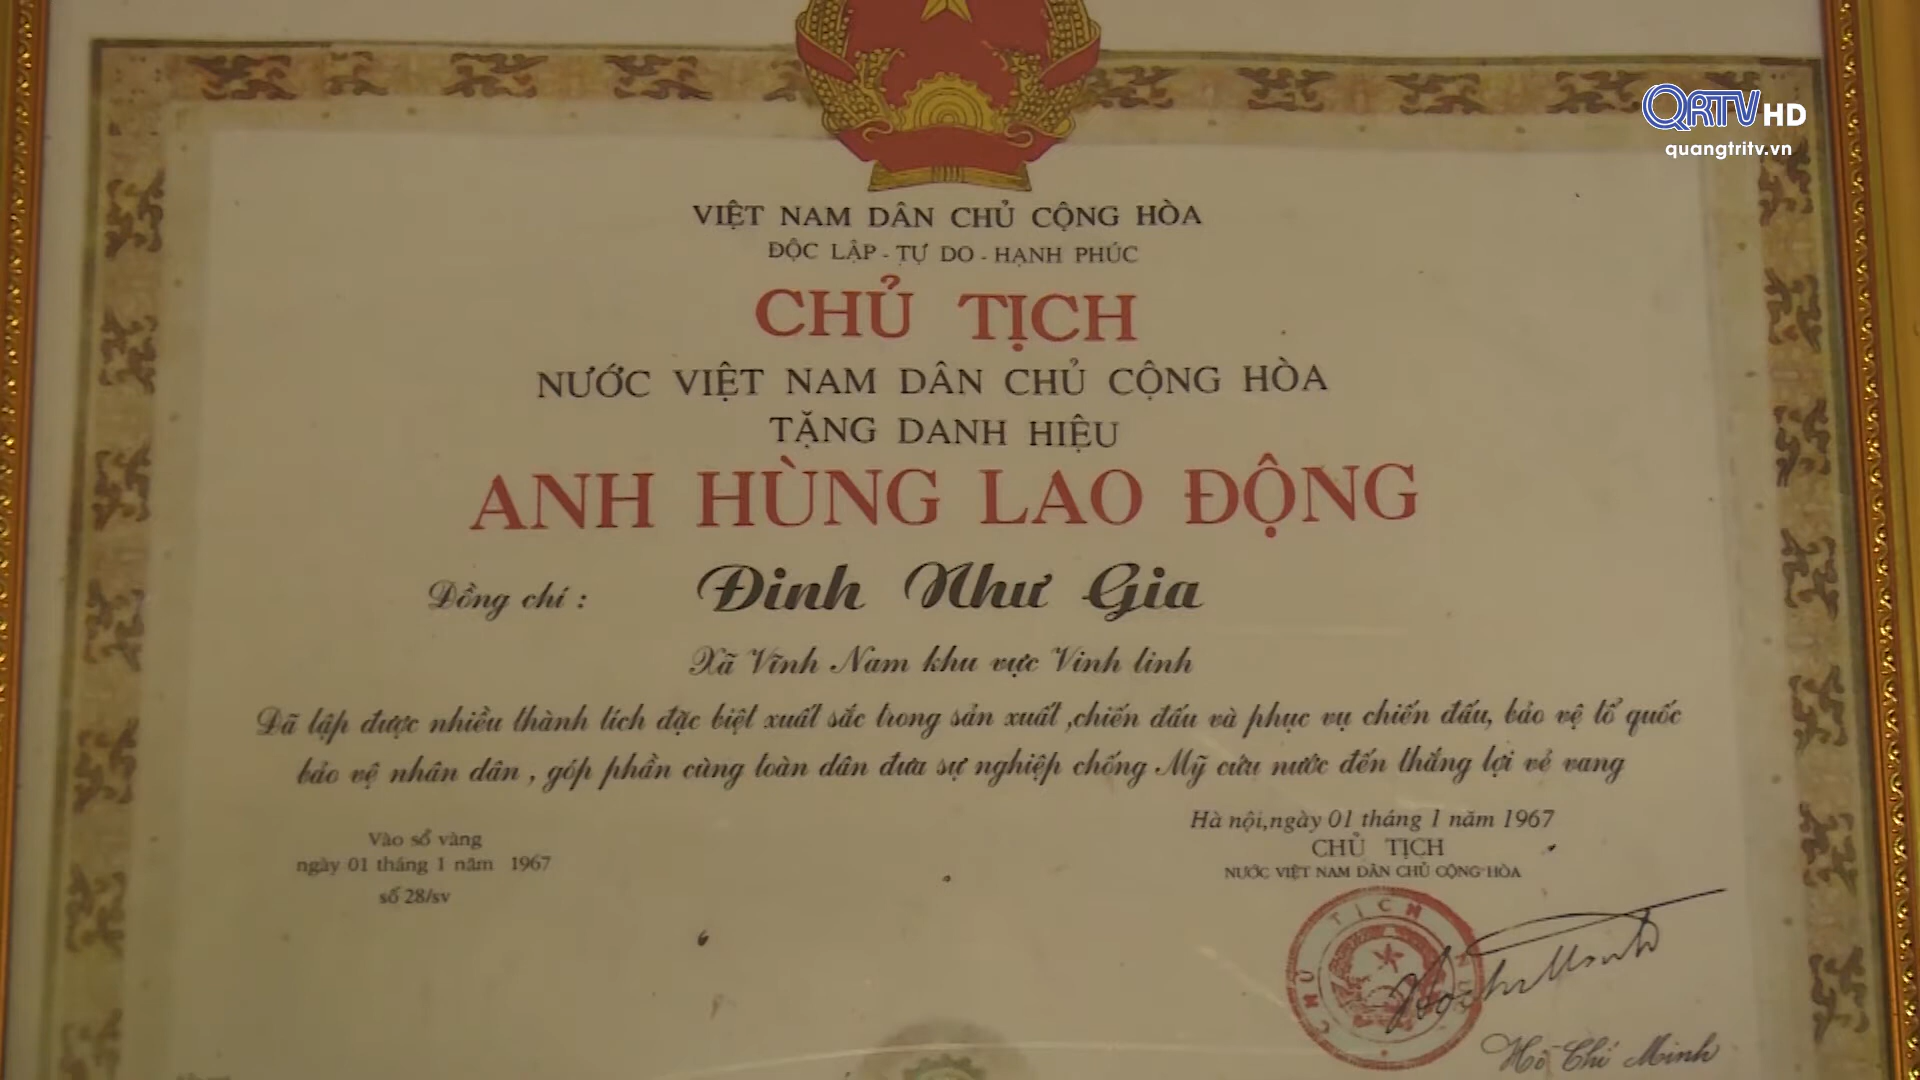 QRTV HD
quangtritv.vn
VIỆT NAM DÂN CHỦ CỘNG HÒA
ĐỘC LẬP - TỰ DO - HẠNH PHÚC
CHỦ TỊCH
NƯỚC VIỆT NAM DÂN CHỦ CỘNG HÒA
TẶNG DANH HIỆU
ANH HÙNG LAO ĐỘNG
Đồng chí : Đinh Như Gia
Xã Vĩnh Nam khu vực Vinh linh
Đã lập được nhiều thành tích đặc biệt xuất sắc trong sản xuất ,chiến đấu và phục vụ chiến đấu, bảo vệ tổ quốc
bảo vệ nhân dân , góp phần cùng toàn dân đưa sự nghiệp chống Mỹ cứu nước đến thắng lợi vẻ vang
Hà nội,ngày 01 tháng 1 năm 1967
CHỦ TỊCH
NƯỚC VIỆT NAM DÂN CHỦ CỘNG HÒA
Vào sổ vàng
ngày 01 tháng 1 năm 1967
số 28/sv
CHỦ TỊCH
Hồ Chí Minh